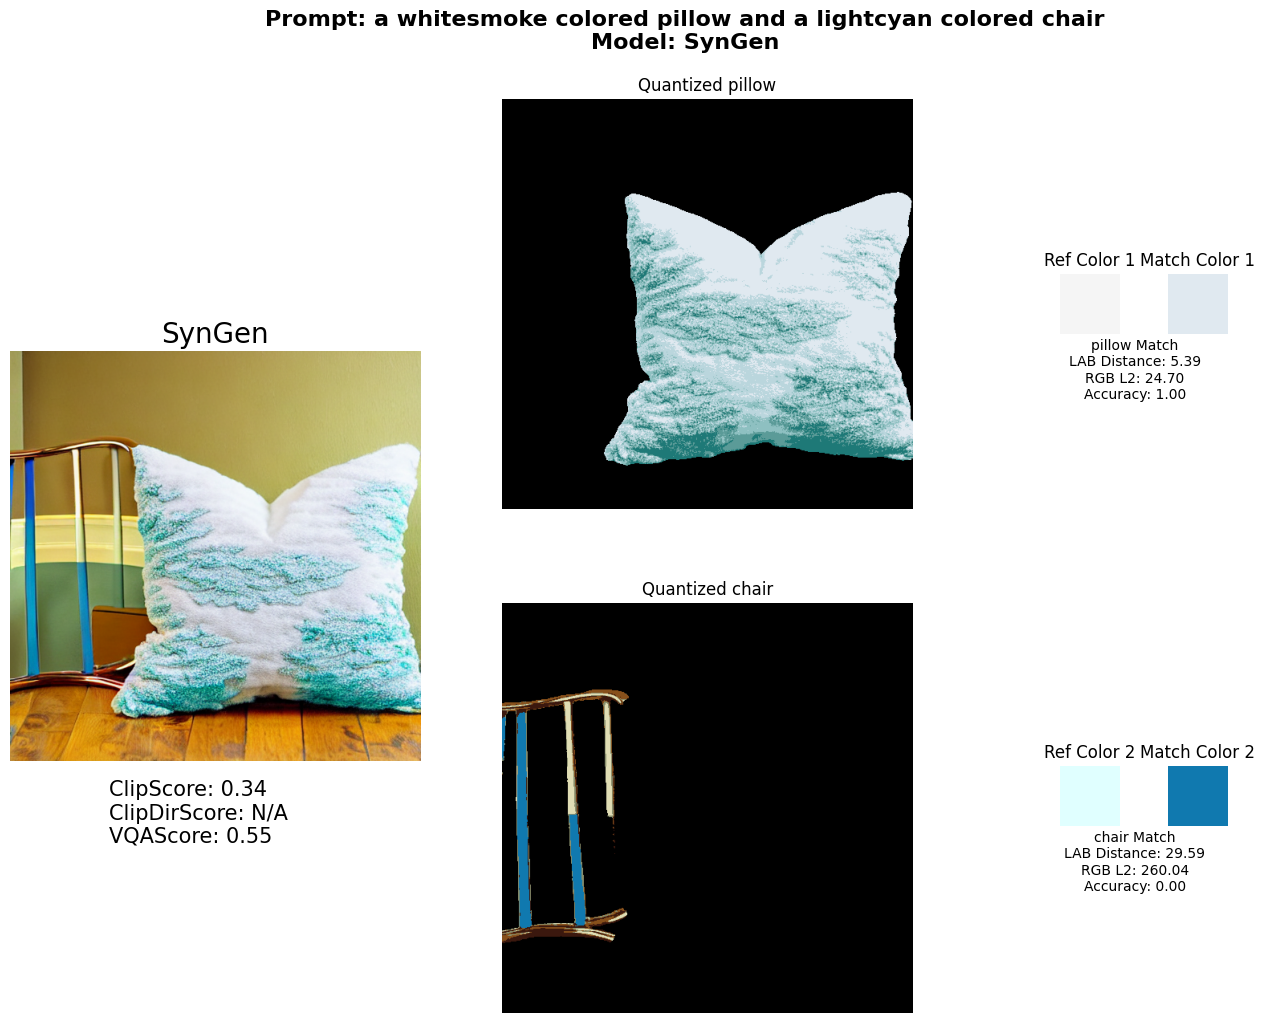 Prompt: a whitesmoke colored pillow and a lightcyan colored chair
Model: SynGen
Quantized pillow
Ref Color 1 Match Color 1
pillow Match
LAB Distance: 5.39
RGB L2: 24.70
Accuracy: 1.00
SynGen
ClipScore: 0.34
ClipDirScore: N/A
VQAScore: 0.55
Quantized chair
Ref Color 2 Match Color 2
chair Match
LAB Distance: 29.59
RGB L2: 260.04
Accuracy: 0.00